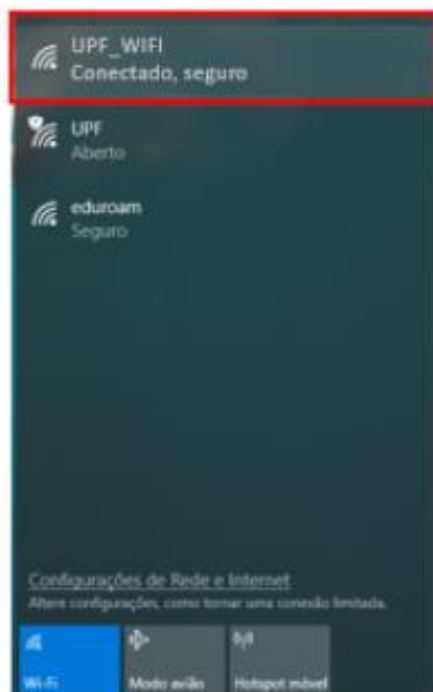 UPF_WIFI
Conectado, seguro
UPF
Aberto
eduroam
Seguro
Configurações de Rede e Internet
Altere configurações, como tornar uma conexão limitada.
Wi-Fi
Modo avião
Hotspot móvel